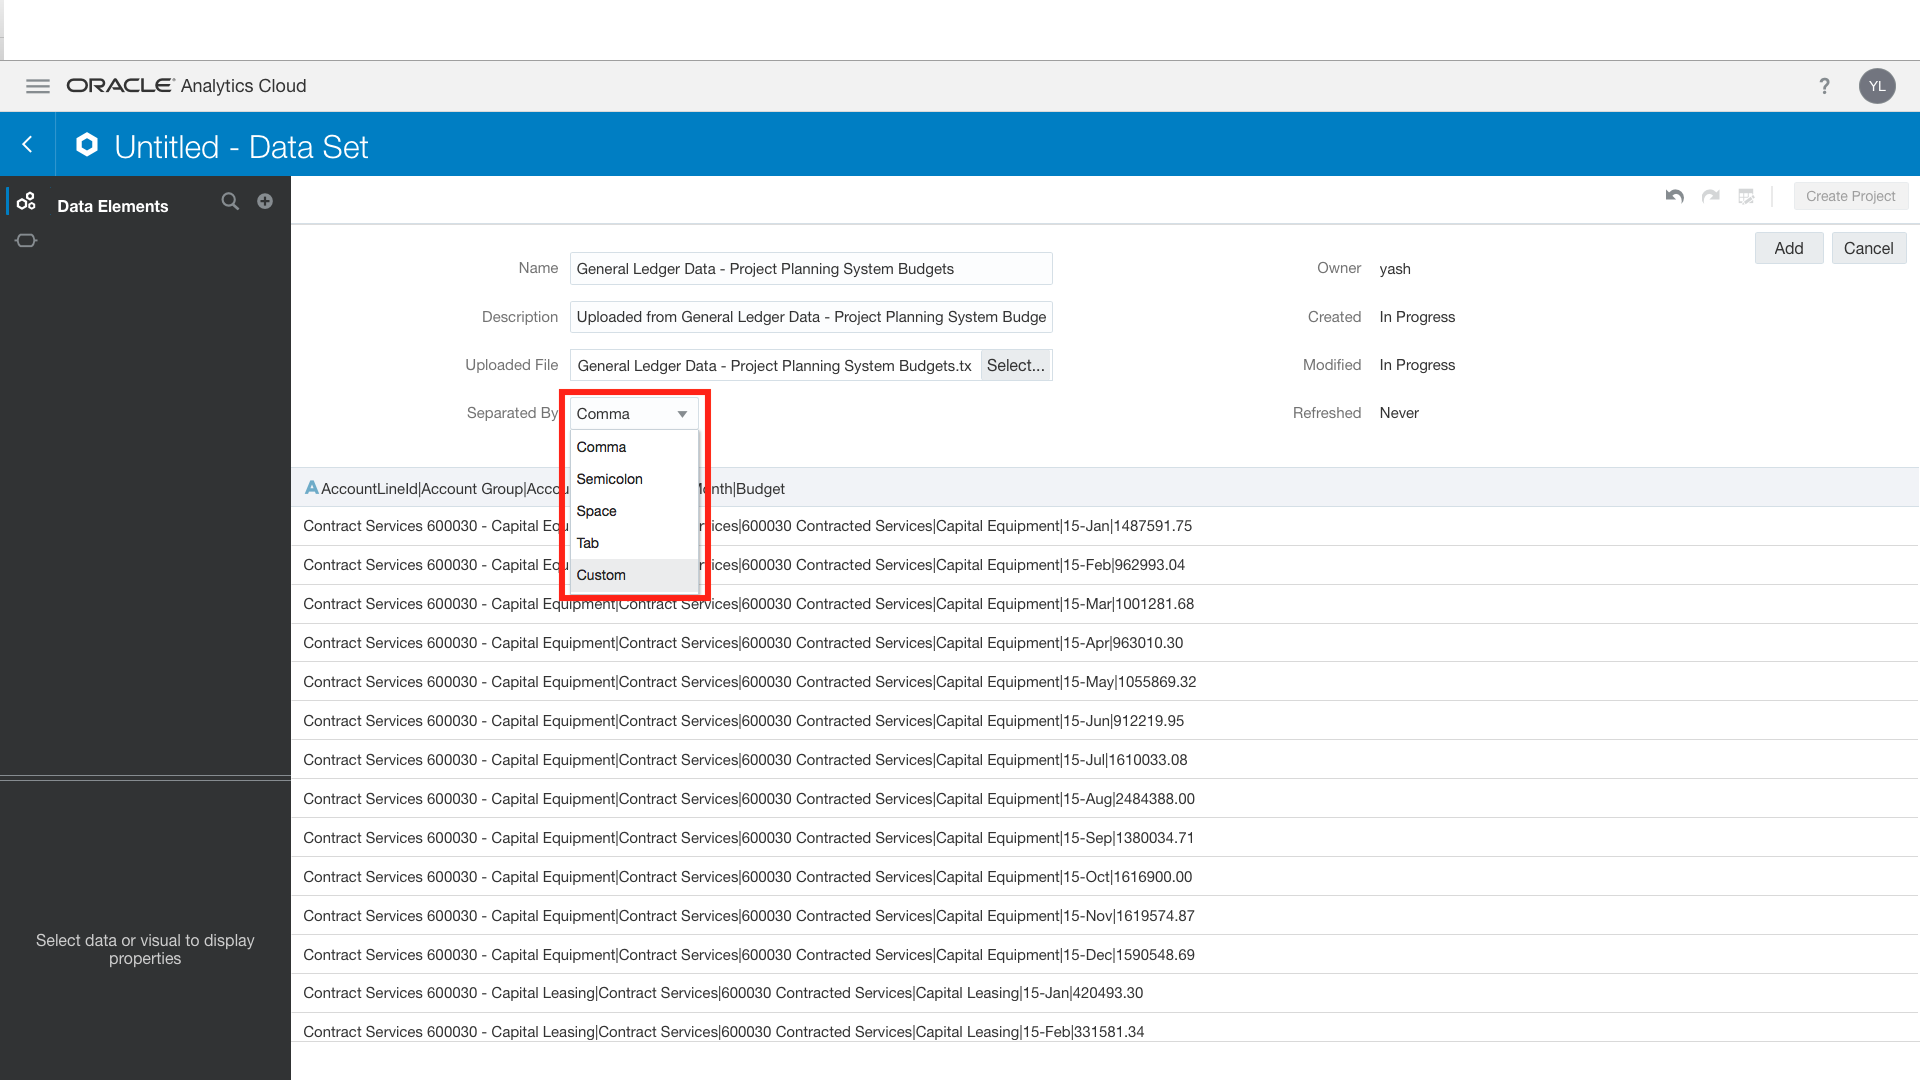 ORACLE Analytics Cloud
? YL
Untitled - Data Set
Data Elements
Create Project
Add Cancel
Name General Ledger Data - Project Planning System Budgets Owner yash
Description Uploaded from General Ledger Data - Project Planning System Budge Created In Progress
Uploaded File General Ledger Data - Project Planning System Budgets.tx Select... Modified In Progress
Separated By Comma Refreshed Never
Comma
Semicolon
Space
Tab
Custom
A AccountLineId|Account Group|Accou onth|Budget
Contract Services 600030 - Capital Equ ices|600030 Contracted Services|Capital Equipment|15-Jan|1487591.75
Contract Services 600030 - Capital Equ ices|600030 Contracted Services|Capital Equipment|15-Feb|962993.04
Contract Services 600030 - Capital Equipment|Contract Services|600030 Contracted Services|Capital Equipment|15-Mar|1001281.68
Contract Services 600030 - Capital Equipment|Contract Services|600030 Contracted Services|Capital Equipment|15-Apr|963010.30
Contract Services 600030 - Capital Equipment|Contract Services|600030 Contracted Services|Capital Equipment|15-May|1055869.32
Contract Services 600030 - Capital Equipment|Contract Services|600030 Contracted Services|Capital Equipment|15-Jun|912219.95
Contract Services 600030 - Capital Equipment|Contract Services|600030 Contracted Services|Capital Equipment|15-Jul|1610033.08
Contract Services 600030 - Capital Equipment|Contract Services|600030 Contracted Services|Capital Equipment|15-Aug|2484388.00
Contract Services 600030 - Capital Equipment|Contract Services|600030 Contracted Services|Capital Equipment|15-Sep|1380034.71
Contract Services 600030 - Capital Equipment|Contract Services|600030 Contracted Services|Capital Equipment|15-Oct|1616900.00
Contract Services 600030 - Capital Equipment|Contract Services|600030 Contracted Services|Capital Equipment|15-Nov|1619574.87
Contract Services 600030 - Capital Equipment|Contract Services|600030 Contracted Services|Capital Equipment|15-Dec|1590548.69
Contract Services 600030 - Capital Leasing|Contract Services|600030 Contracted Services|Capital Leasing|15-Jan|420493.30
Contract Services 600030 - Capital Leasing|Contract Services|600030 Contracted Services|Capital Leasing|15-Feb|331581.34
Select data or visual to display
properties